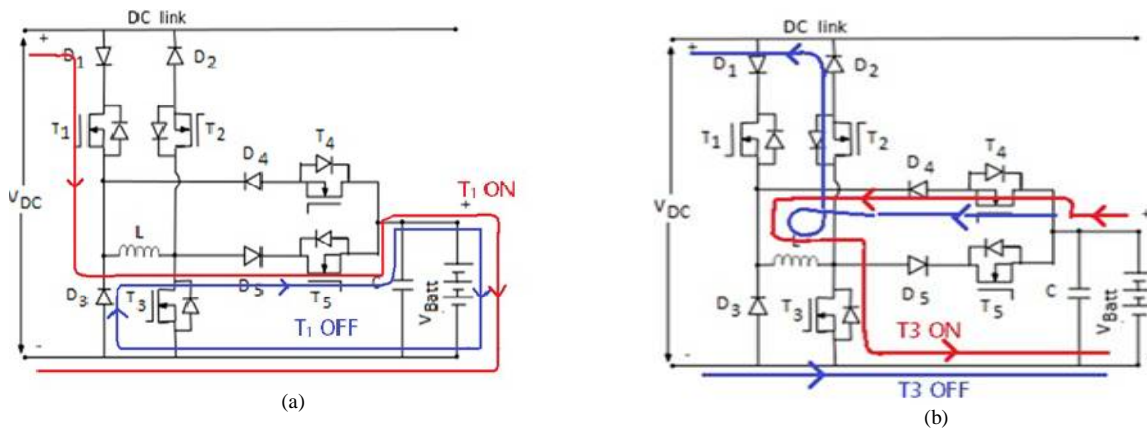 DC link
+
D1 D2
T1 T2
T4
D4
VDC
T1 ON
+
L
D3 T3 D5 T5 C VBatt
T1 OFF
-
(a)
DC link
+
D1 D2
T1 T2
T4
D4
VDC
+
D5
D3 T3 T5 C VBatt
T3 ON
-
T3 OFF
(b)